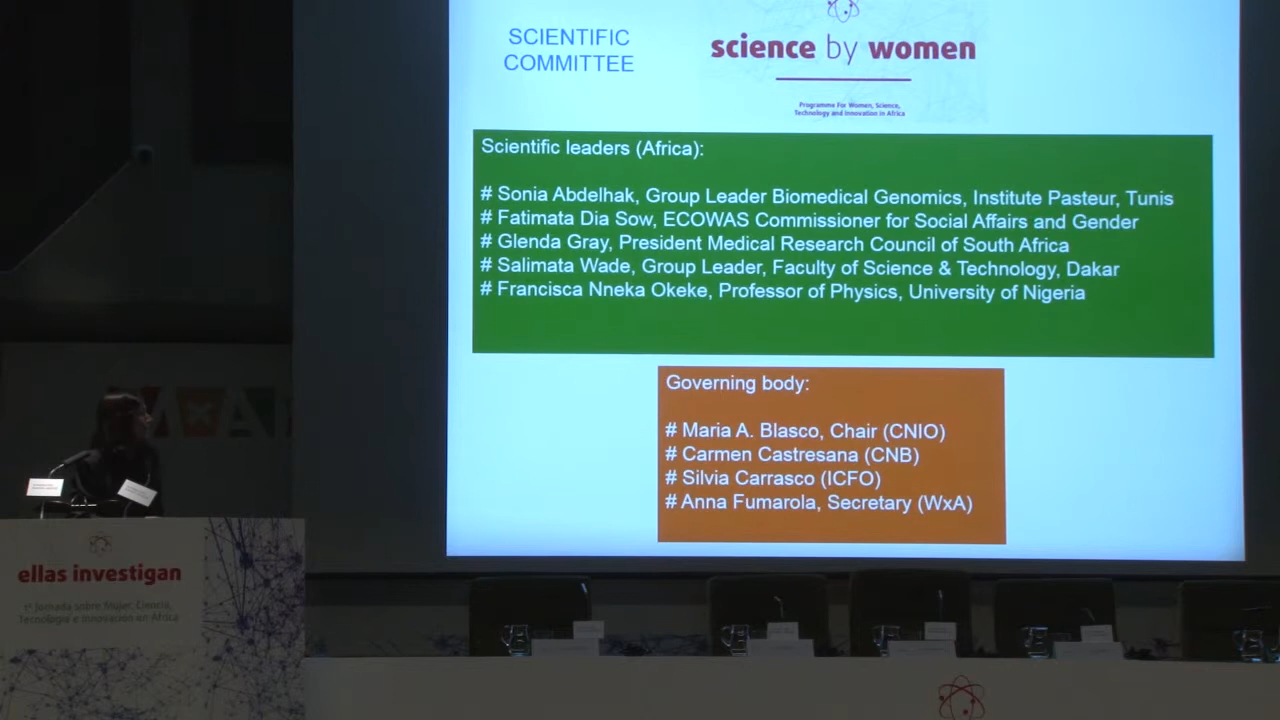 SCIENTIFIC
COMMITTEE
science by women
Programme For Women, Science,
Technology and Innovation in Africa
Scientific leaders (Africa):
# Sonia Abdelhak, Group Leader Biomedical Genomics, Institute Pasteur, Tunis
# Fatimata Dia Sow, ECOWAS Commissioner for Social Affairs and Gender
# Glenda Gray, President Medical Research Council of South Africa
# Salimata Wade, Group Leader, Faculty of Science & Technology, Dakar
# Francisca Nneka Okeke, Professor of Physics, University of Nigeria
Governing body:
# Maria A. Blasco, Chair (CNIO)
# Carmen Castresana (CNB)
# Silvia Carrasco (ICFO)
# Anna Fumarola, Secretary (WxA)
ellas investigan
1ª Jornada sobre Mujer, Ciencia,
Tecnología e Innovación en África